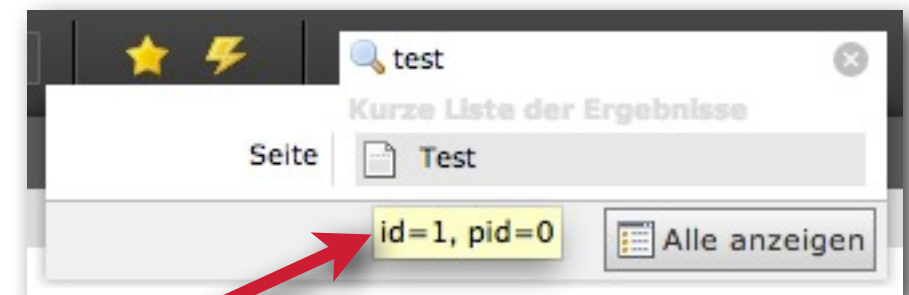 test
Kurze Liste der Ergebnisse
Seite Test
id=1, pid=0
Alle anzeigen